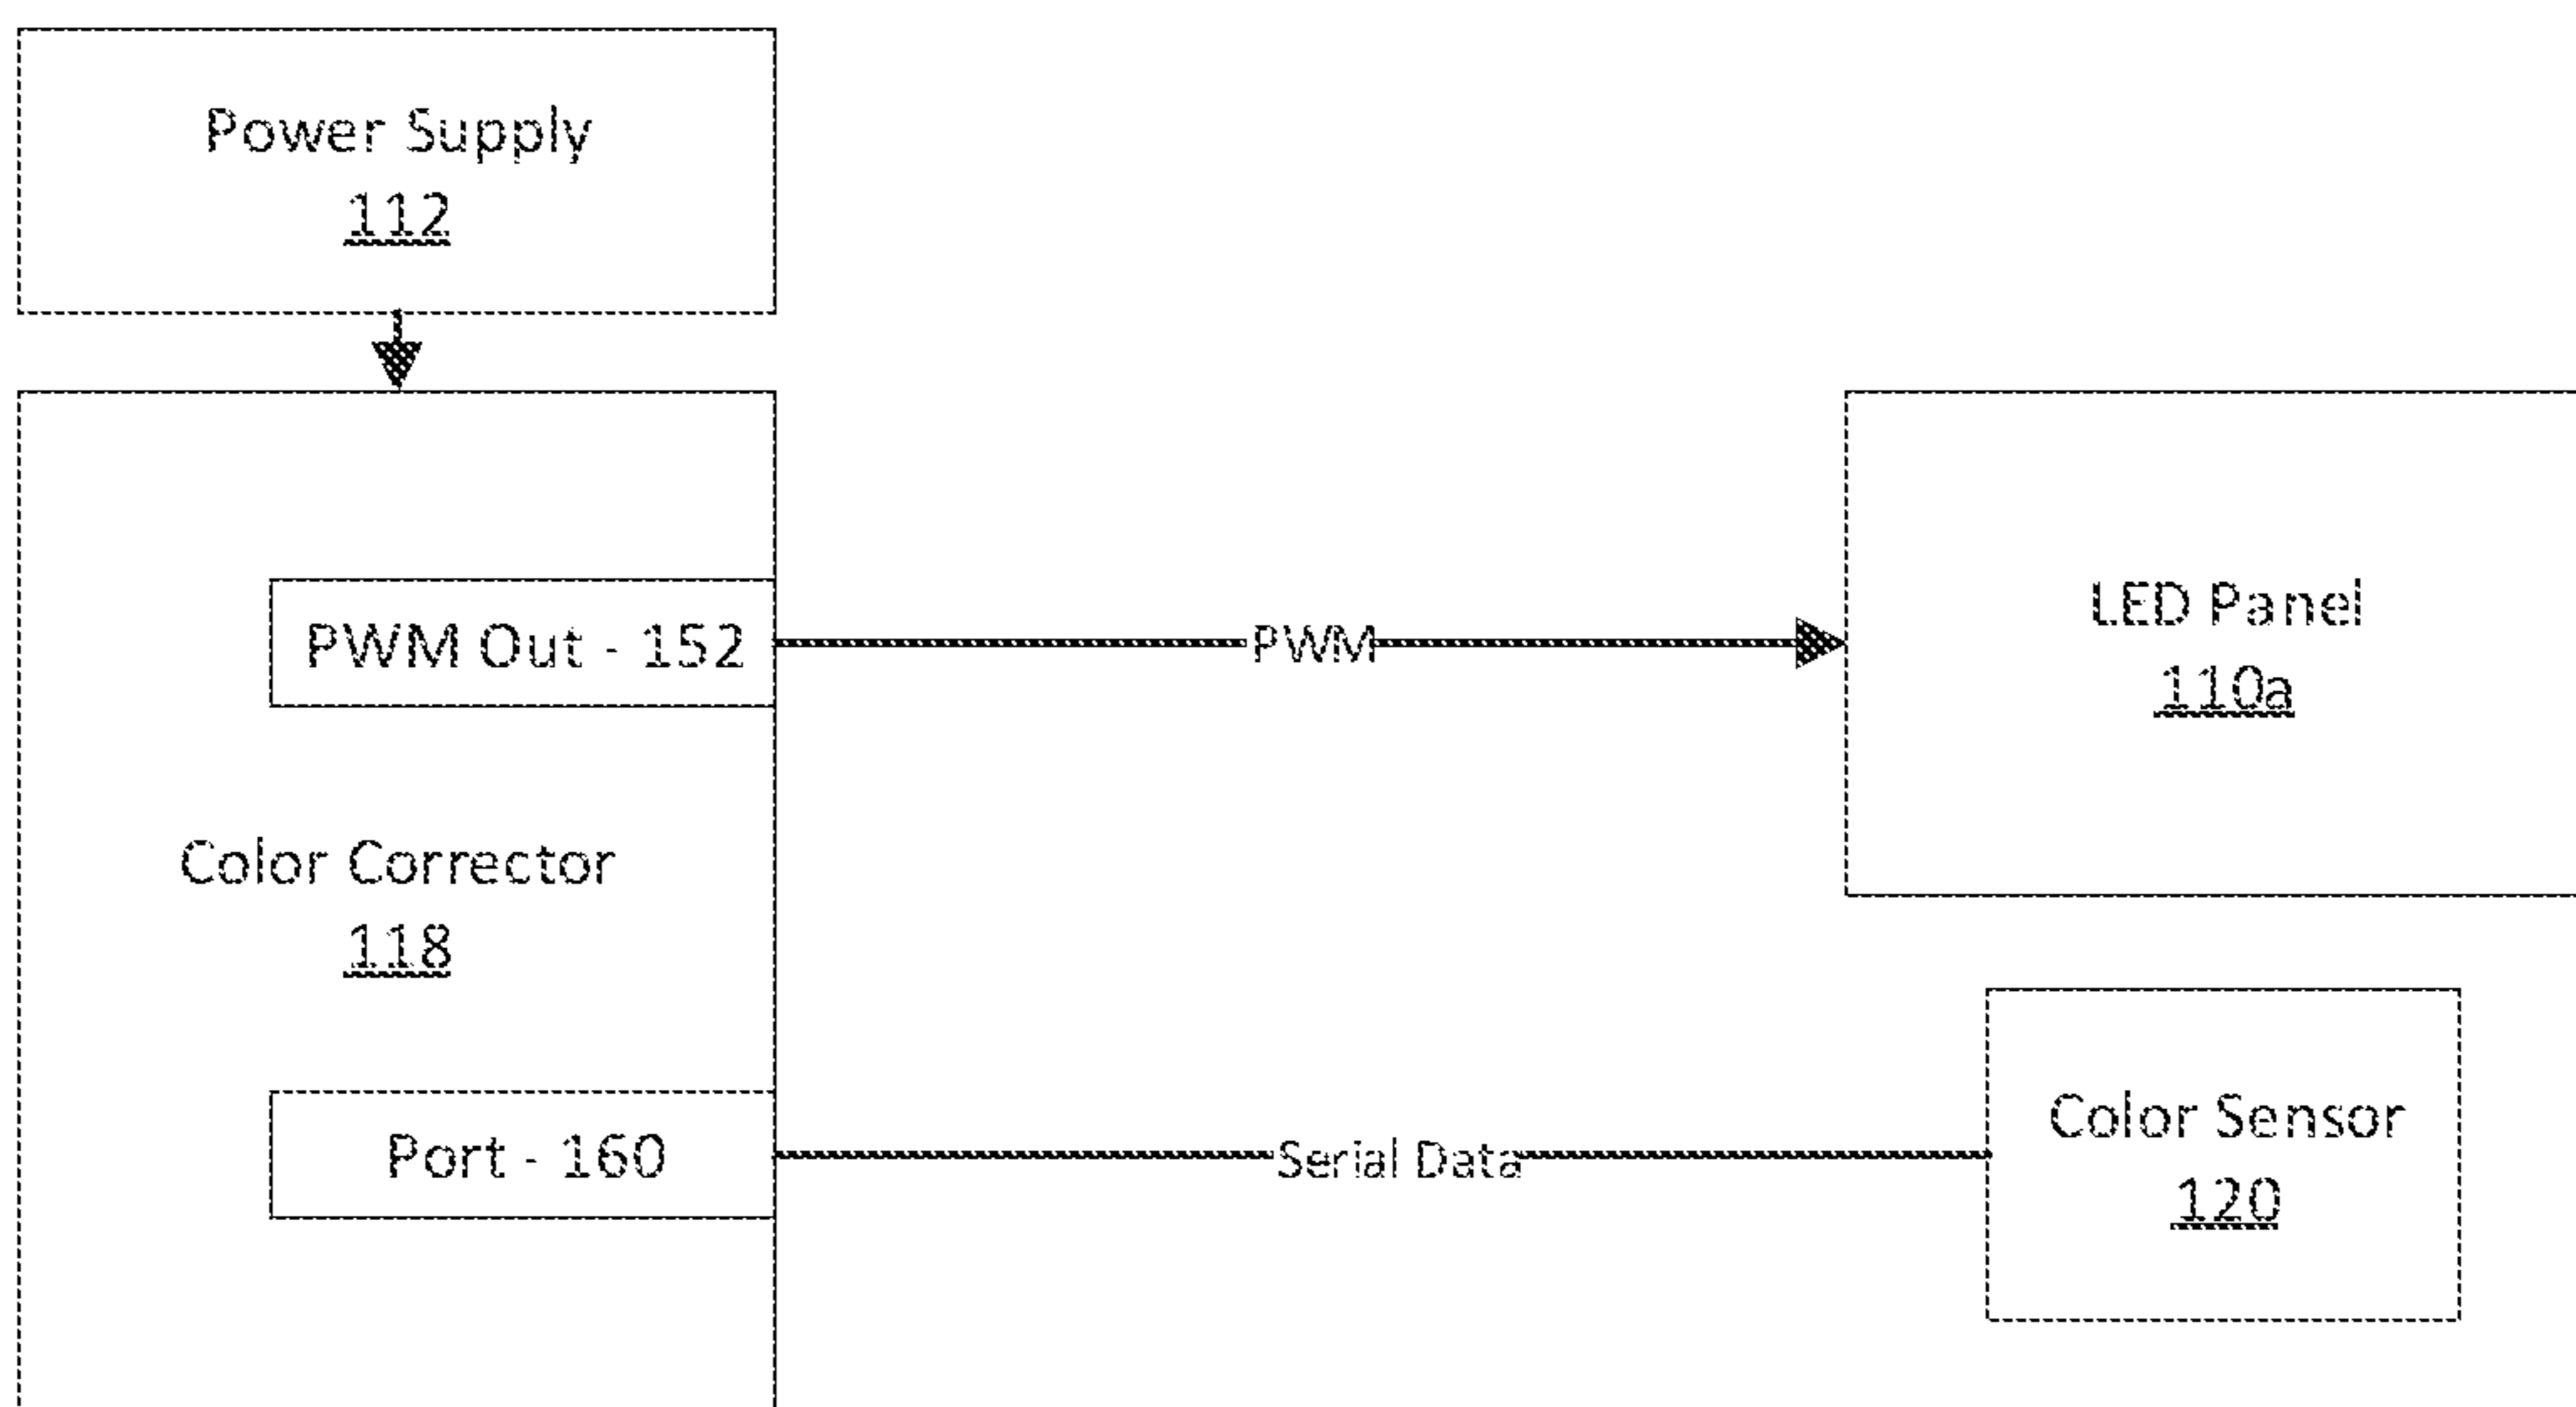 Power Supply
112
PWM Out - 152
PWM
LED Panel
110a
Color Corrector
118
Port - 160
Serial Data
Color Sensor
120